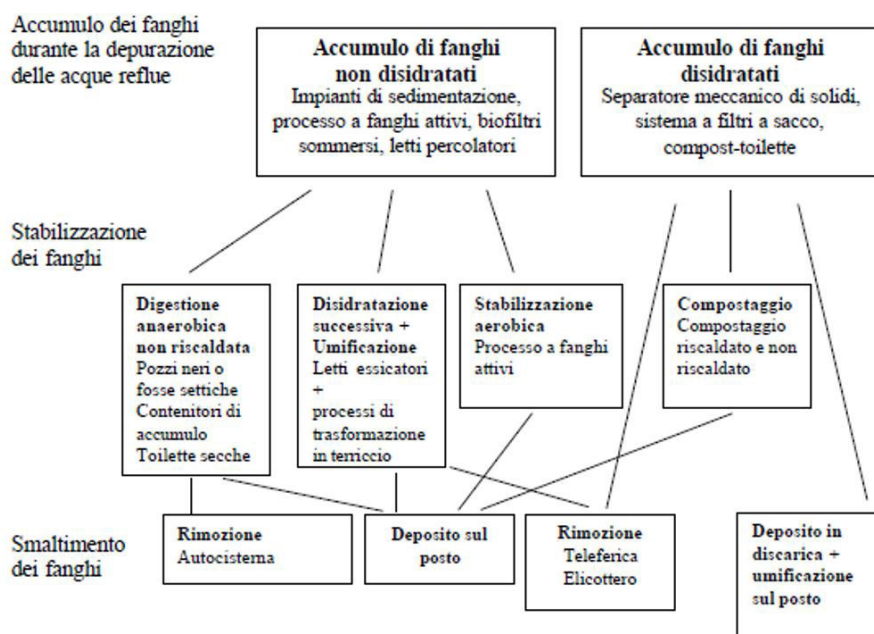 Accumulo dei fanghi
durante la depurazione
delle acque reflue
Accumulo di fanghi
non disidratati
Impianti di sedimentazione,
processo a fanghi attivi, biofiltri
sommersi, letti percolatori
Accumulo di fanghi
disidratati
Separatore meccanico di solidi,
sistema a filtri a sacco,
compost-toilette
Stabilizzazione
dei fanghi
Digestione
anaerobica
non riscaldata
Pozzi neri o
fosse settiche
Contenitori di
accumulo
Toilette secche
Disidratazione
successiva +
Umificazione
Letti essicatori
+
processi di
trasformazione
in terriccio
Stabilizzazione
aerobica
Processo a fanghi
attivi
Compostaggio
Compostaggio
riscaldato e non
riscaldato
Smaltimento
dei fanghi
Rimozione
Autocisterna
Deposito sul
posto
Rimozione
Teleferica
Elicottero
Deposito in
discarica +
umificazione
sul posto